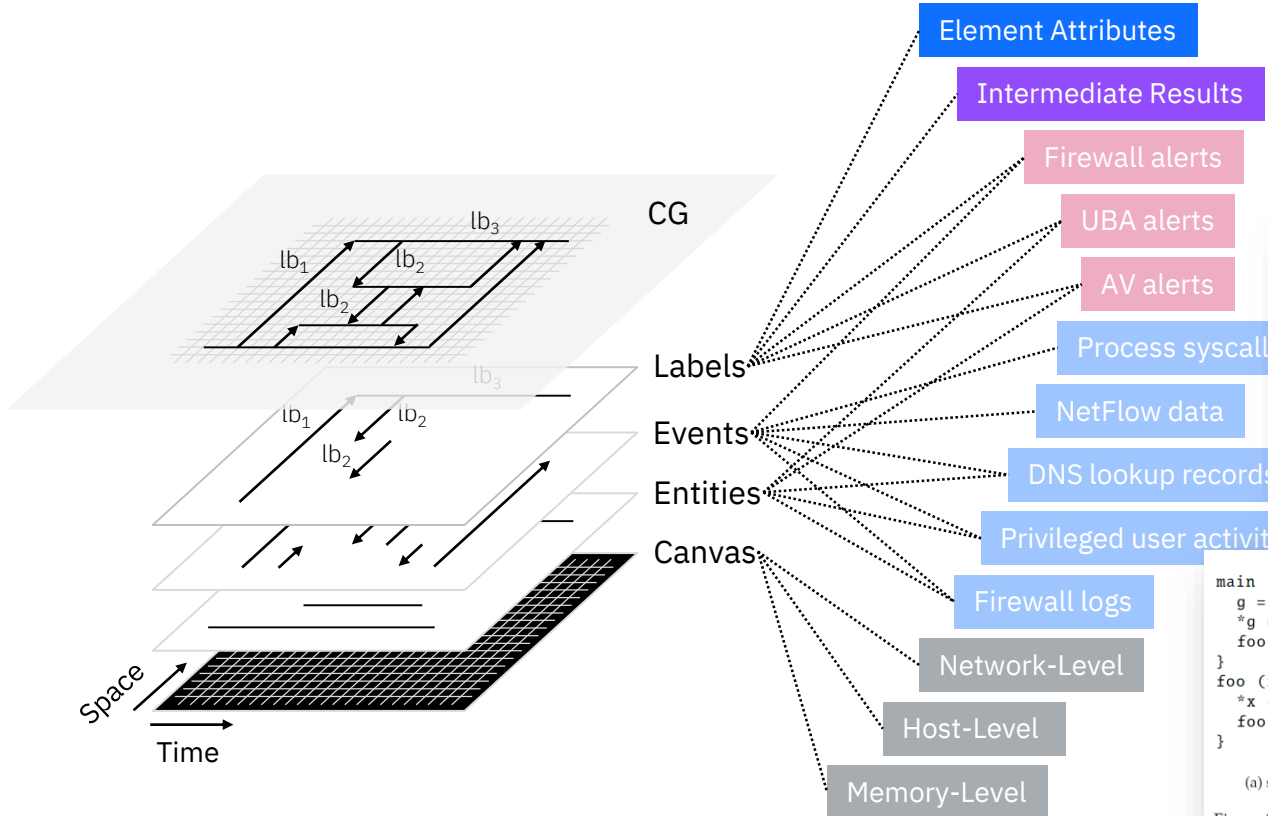 Element Attributes
Intermediate Results
Firewall alerts
CG
lb3
UBA alerts
lb1
lb2
AV alerts
lb2
Process syscall
Labels
lb3
NetFlow data
lb1
lb2
Events
lb2
DNS lookup records
Entities
Privileged user activit
Canvas
Firewall logs
Network-Level
Space
Host-Level
Time
Memory-Level
main
g =
*g
foo
}
foo (
*x
foo
}
(a) s